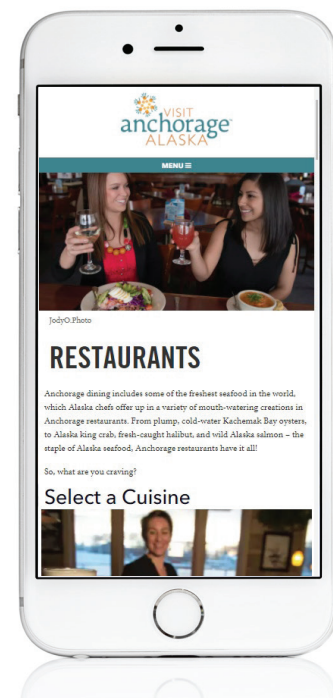 VISIT
anchorage
ALASKA
MENU ☰
JodyO.Photo
RESTAURANTS
Anchorage dining includes some of the freshest seafood in the world,
which Alaska chefs offer up in a variety of mouth-watering creations in
Anchorage restaurants. From plump, cold-water Kachemak Bay oysters,
to Alaska king crab, fresh-caught halibut, and wild Alaska salmon – the
staple of Alaska seafood, Anchorage restaurants have it all!
So, what are you craving?
Select a Cuisine